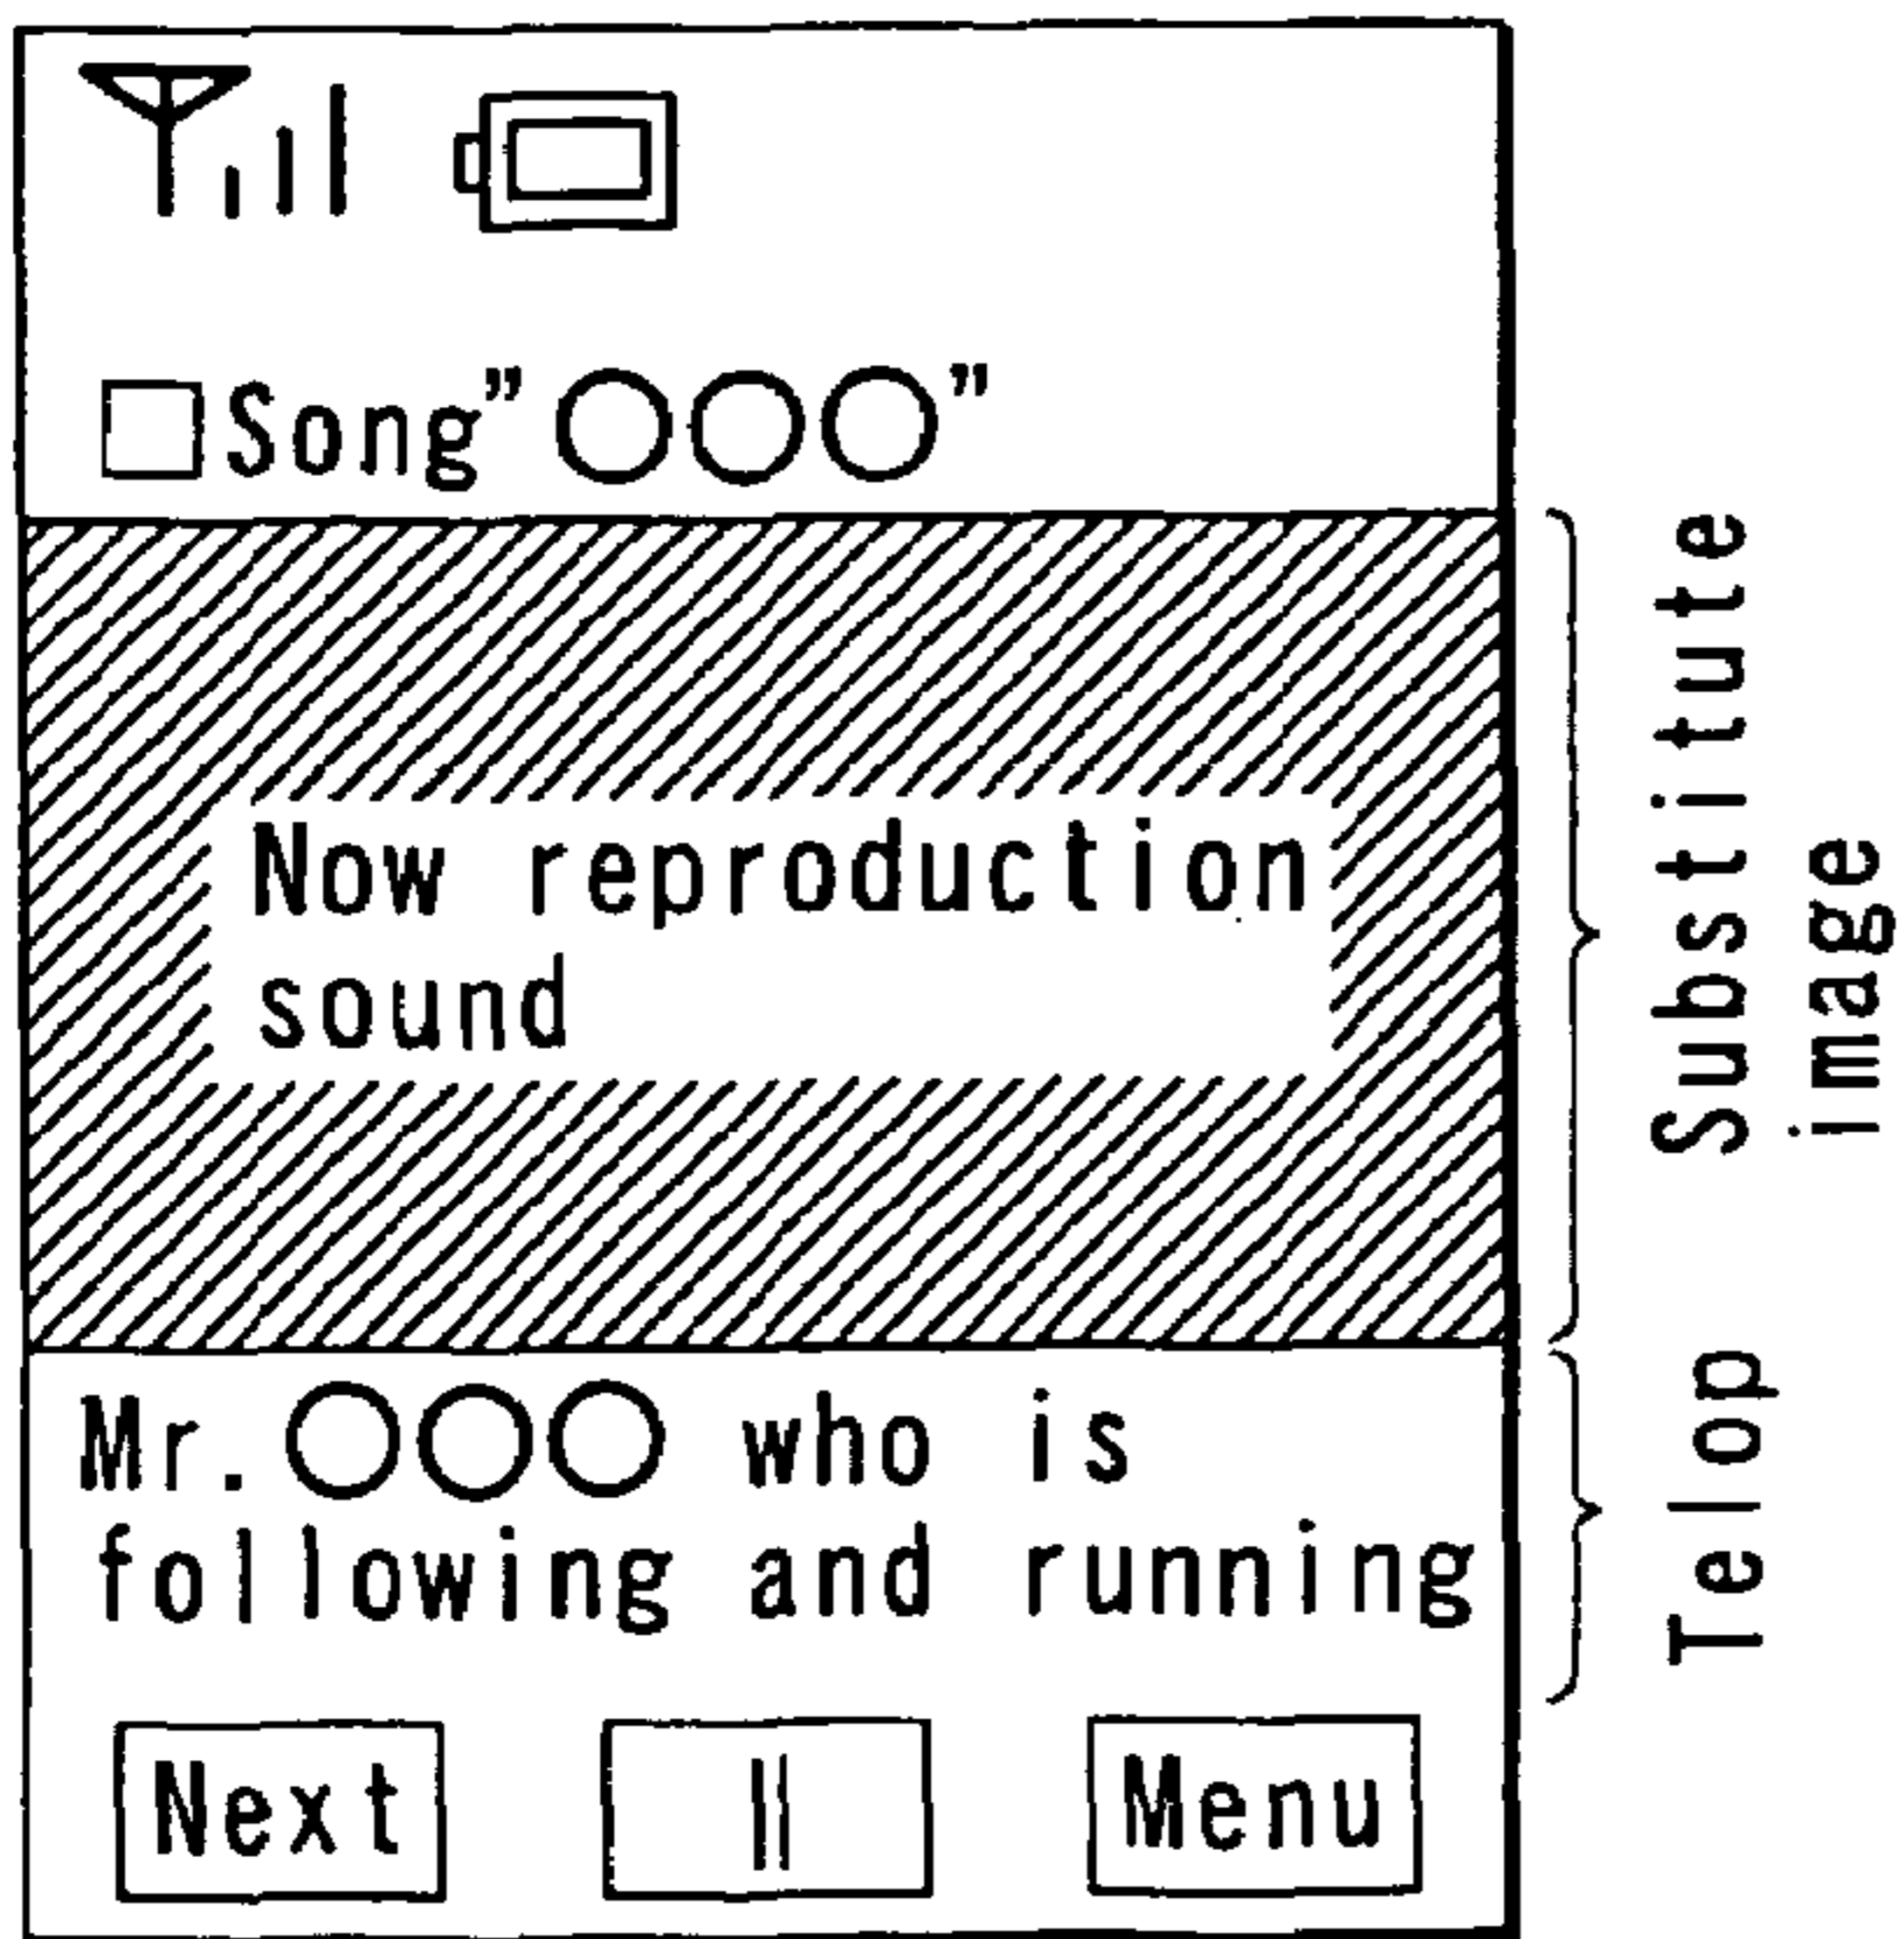 □Song”○○○”
Now reproduction
sound
Mr.○○○ who is
following and running
Next
||
Menu
Substitute
image
Telop